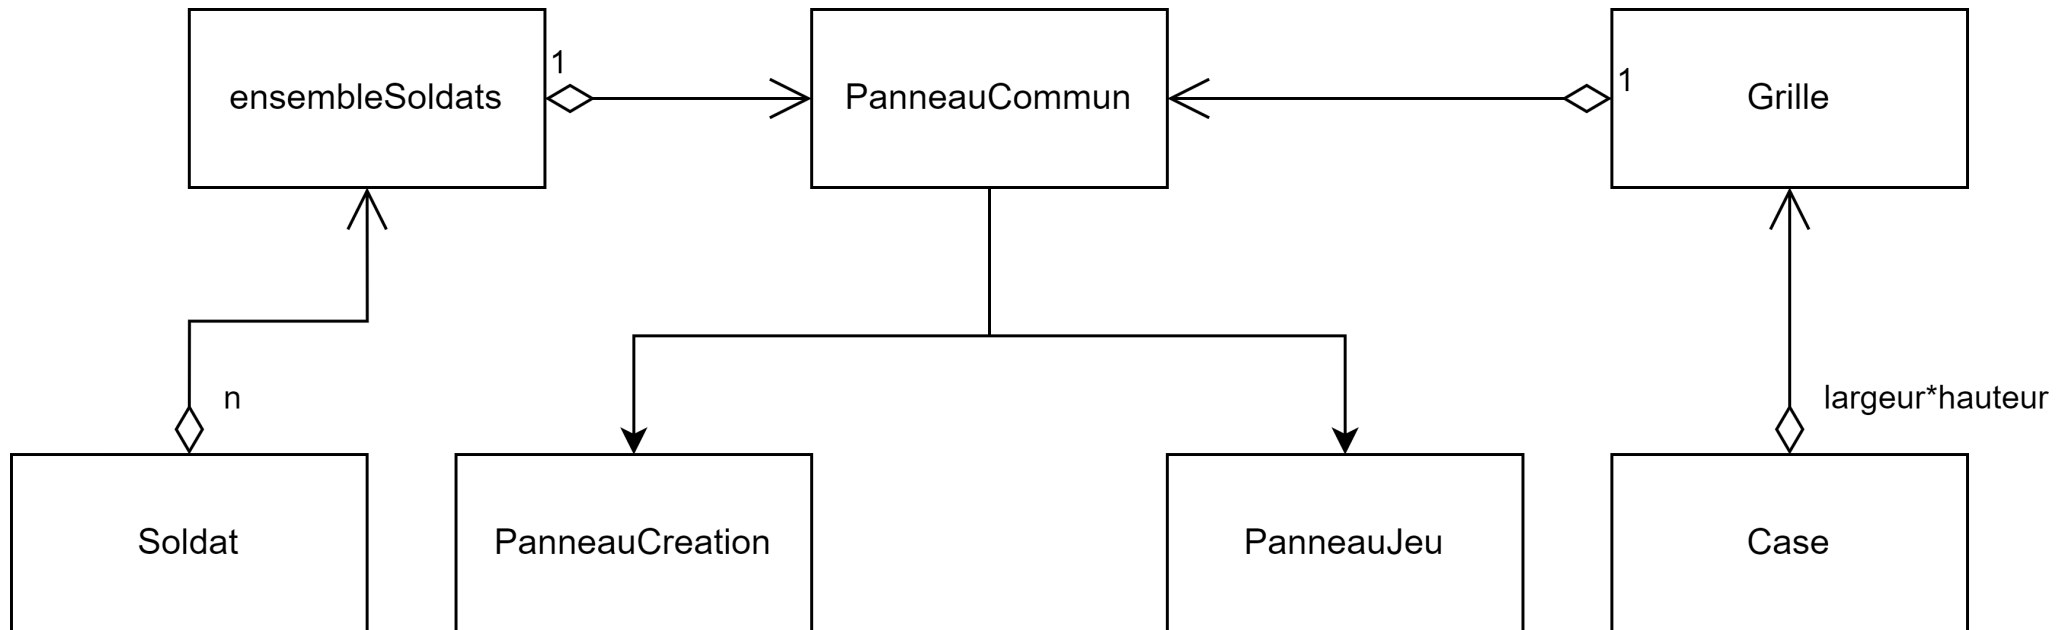 1
ensembleSoldats
PanneauCommun
1
Grille
n
largeur*hauteur
Soldat
PanneauCreation
PanneauJeu
Case